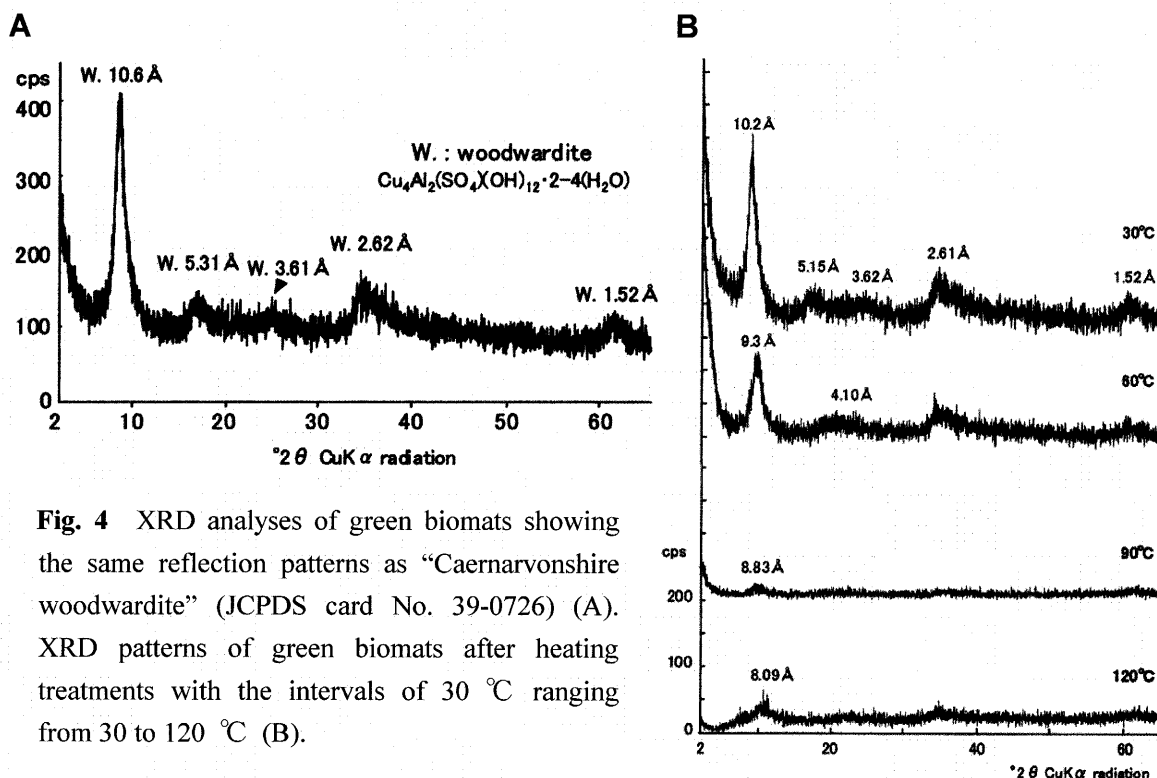 A
cps
W. 10.6 Å
400
300
200
100
0
W. : woodwardite
Cu₄Al₂(SO₄)(OH)₁₂·2-4(H₂O)
W. 5.31 Å
W. 3.61 Å
W. 2.62 Å
W. 1.52 Å
2 10 20 30 40 50 60
°2 θ CuK α radiation
Fig. 4 XRD analyses of green biomats showing
the same reflection patterns as “Caernarvonshire
woodwardite” (JCPDS card No. 39-0726) (A).
XRD patterns of green biomats after heating
treatments with the intervals of 30 ℃ ranging
from 30 to 120 ℃ (B).
B
10.2 Å
30℃
5.15 Å
3.62 Å
2.61 Å
1.52 Å
9.3 Å
60℃
4.10 Å
cps
90℃
8.83 Å
200
100
120℃
8.09 Å
0
2 20 40 60
°2 θ CuK α radiation